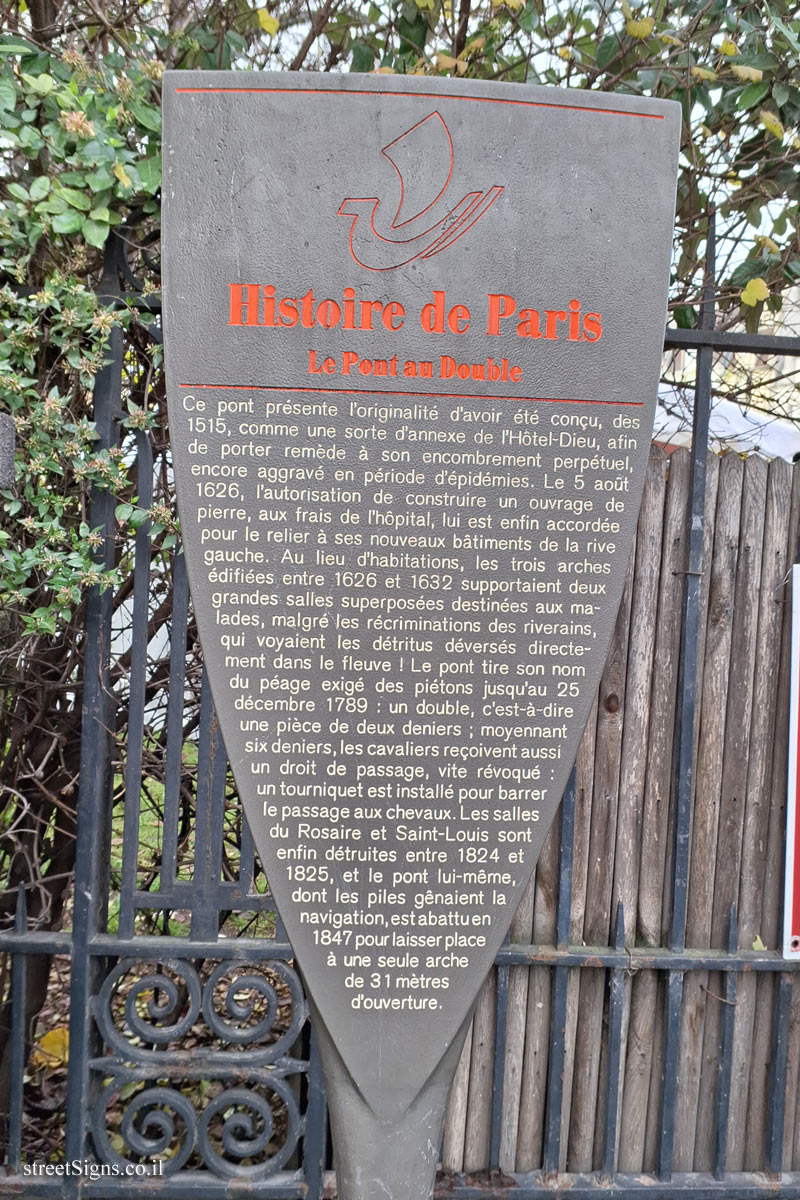 Histoire de Paris
Le Pont au Double
Ce pont présente l'originalité d'avoir été conçu, dès
1515, comme une sorte d'annexe de l'Hôtel-Dieu, afin
de porter remède à son encombrement perpétuel,
encore aggravé en période d'épidémies. Le 5 août
1626, l'autorisation de construire un ouvrage de
pierre, aux frais de l'hôpital, lui est enfin accordée
pour le relier à ses nouveaux bâtiments de la rive
gauche. Au lieu d'habitations, les trois arches
édifiées entre 1626 et 1632 supportaient deux
grandes salles superposées destinées aux ma-
lades, malgré les récriminations des riverains,
qui voyaient les détritus déversés directe-
ment dans le fleuve ! Le pont tire son nom
du péage exigé des piétons jusqu'au 25
décembre 1789 : un double, c'est-à-dire
une pièce de deux deniers ; moyennant
six deniers, les cavaliers reçoivent aussi
un droit de passage, vite révoqué :
un tourniquet est installé pour barrer
le passage aux chevaux. Les salles
du Rosaire et Saint-Louis sont
enfin détruites entre 1824 et
1825, et le pont lui-même,
dont les piles gênaient la
navigation, est abattu en
1847 pour laisser place
à une seule arche
de 31 mètres
d'ouverture.
streetSigns.co.il